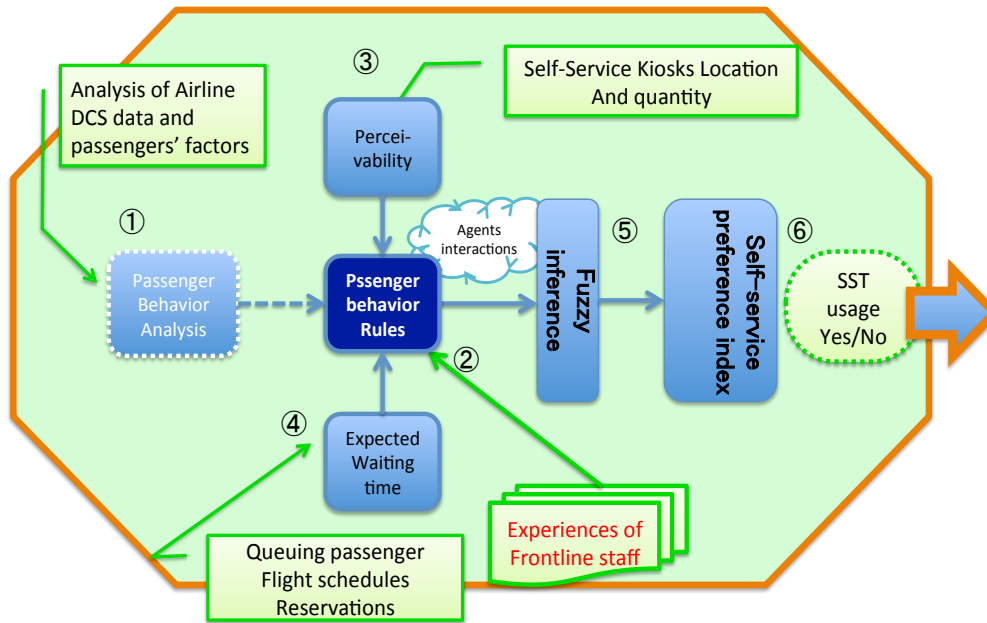 ③
Self-Service Kiosks Location
And quantity
Analysis of Airline
DCS data and
passengers' factors
Percei-
vability
①
Passenger
Behavior
Analysis
Agents
interactions
Pssenger
behavior
Rules
Fuzzy
inference
⑤
Self-service
preference index
⑥
SST
usage
Yes/No
②
④
Expected
Waiting
time
Experiences of
Frontline staff
Queuing passenger
Flight schedules
Reservations